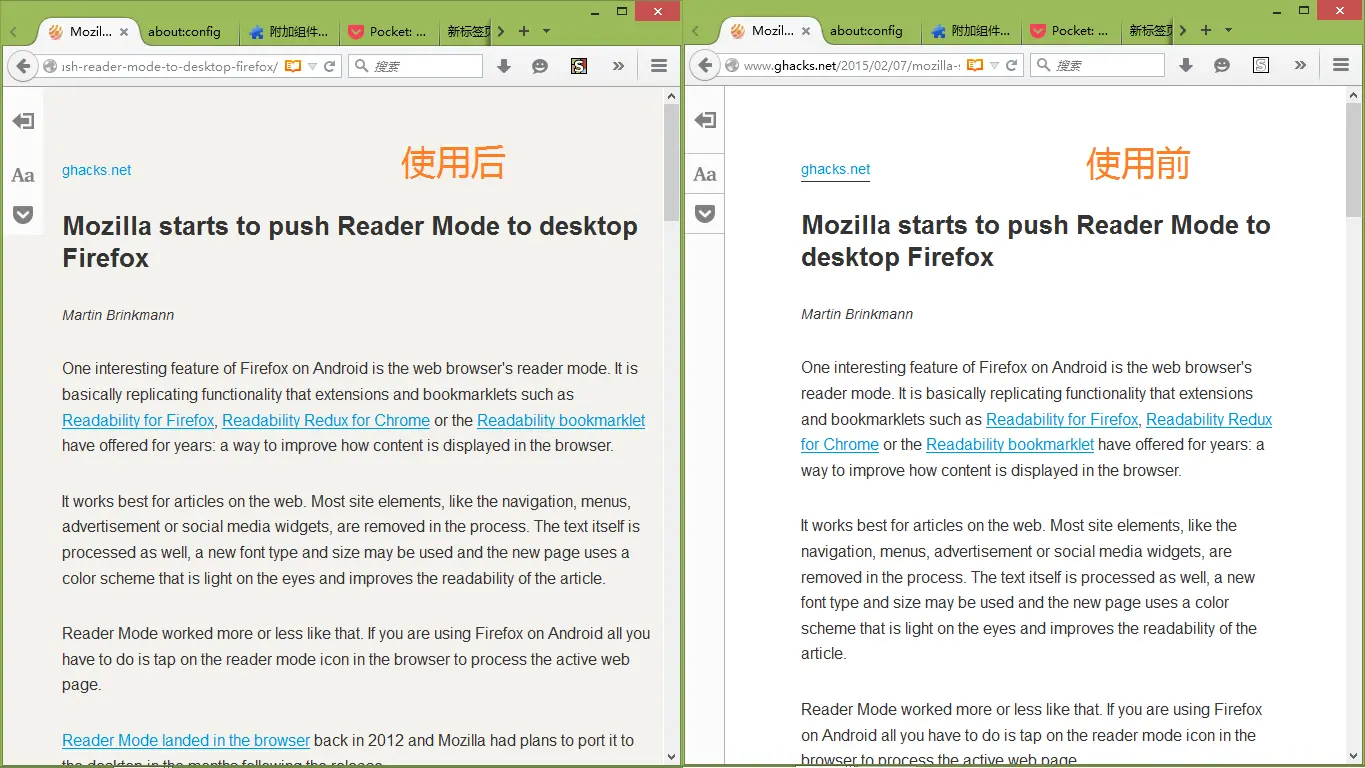 Mozil...
about:config
附加组件...
Pocket: ...
新标签页
ush-reader-mode-to-desktop-firefox/
搜索
Aa
ghacks.net
使用后
Mozilla starts to push Reader Mode to desktop
Firefox
Martin Brinkmann
One interesting feature of Firefox on Android is the web browser's reader mode. It is
basically replicating functionality that extensions and bookmarklets such as
Readability for Firefox, Readability Redux for Chrome or the Readability bookmarklet
have offered for years: a way to improve how content is displayed in the browser.
It works best for articles on the web. Most site elements, like the navigation, menus,
advertisement or social media widgets, are removed in the process. The text itself is
processed as well, a new font type and size may be used and the new page uses a
color scheme that is light on the eyes and improves the readability of the article.
Reader Mode worked more or less like that. If you are using Firefox on Android all you
have to do is tap on the reader mode icon in the browser to process the active web
page.
Reader Mode landed in the browser back in 2012 and Mozilla had plans to port it to
the desktop in the months following the release.
Mozil...
about:config
附加组件...
Pocket: ...
新标签页
www.ghacks.net/2015/02/07/mozilla-s
搜索
S
Aa
ghacks.net
使用前
Mozilla starts to push Reader Mode to
desktop Firefox
Martin Brinkmann
One interesting feature of Firefox on Android is the web browser's
reader mode. It is basically replicating functionality that extensions
and bookmarklets such as Readability for Firefox, Readability Redux
for Chrome or the Readability bookmarklet have offered for years: a
way to improve how content is displayed in the browser.
It works best for articles on the web. Most site elements, like the
navigation, menus, advertisement or social media widgets, are
removed in the process. The text itself is processed as well, a new
font type and size may be used and the new page uses a color
scheme that is light on the eyes and improves the readability of the
article.
Reader Mode worked more or less like that. If you are using Firefox
on Android all you have to do is tap on the reader mode icon in the
browser to process the active web page.